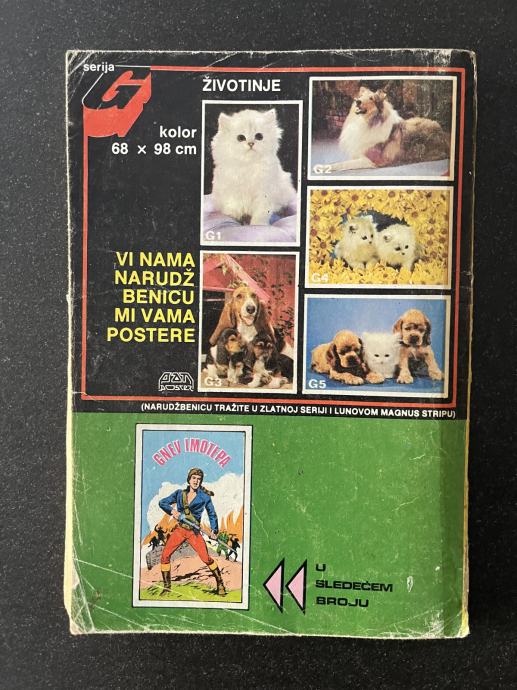 serija
G
ŽIVOTINJE
kolor
68 × 98 cm
G1
G2
G4
VI NAMA
NARUDŽ
BENICU
MI VAMA
POSTERE
G3
G5
POSTER
(NARUDŽBENICU TRAŽITE U ZLATNOJ SERIJI I LUNOVOM MAGNUS STRIPU)
GNEV IMOTEPA
U
SLEDEĆEM
BROJU